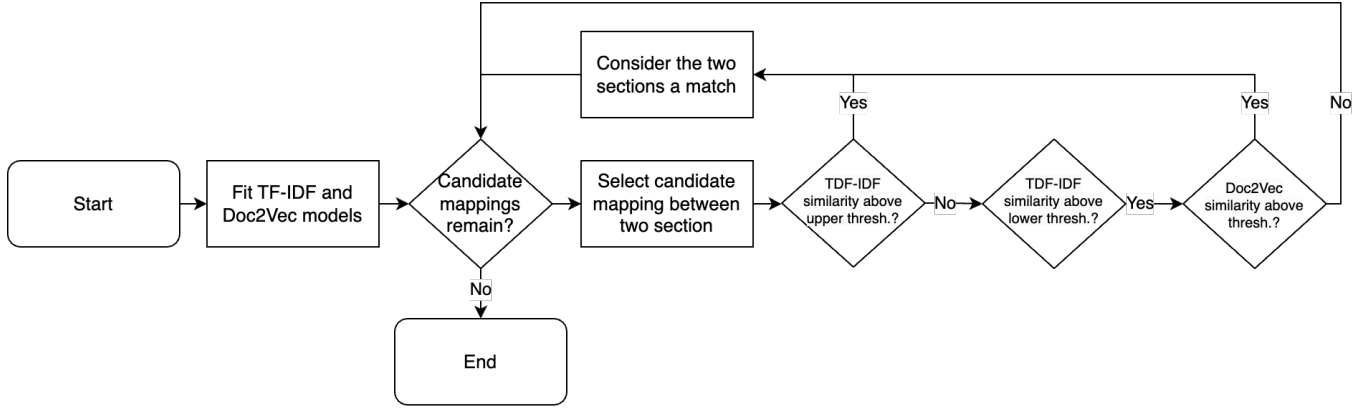 Consider the two
sections a match
Yes
Yes
No
Start
Fit TF-IDF and
Doc2Vec models
Candidate
mappings
remain?
Select candidate
mapping between
two section
TDF-IDF
similarity above
upper thresh.?
No
TDF-IDF
similarity above
lower thresh.?
Yes
Doc2Vec
similarity above
thresh.?
No
End